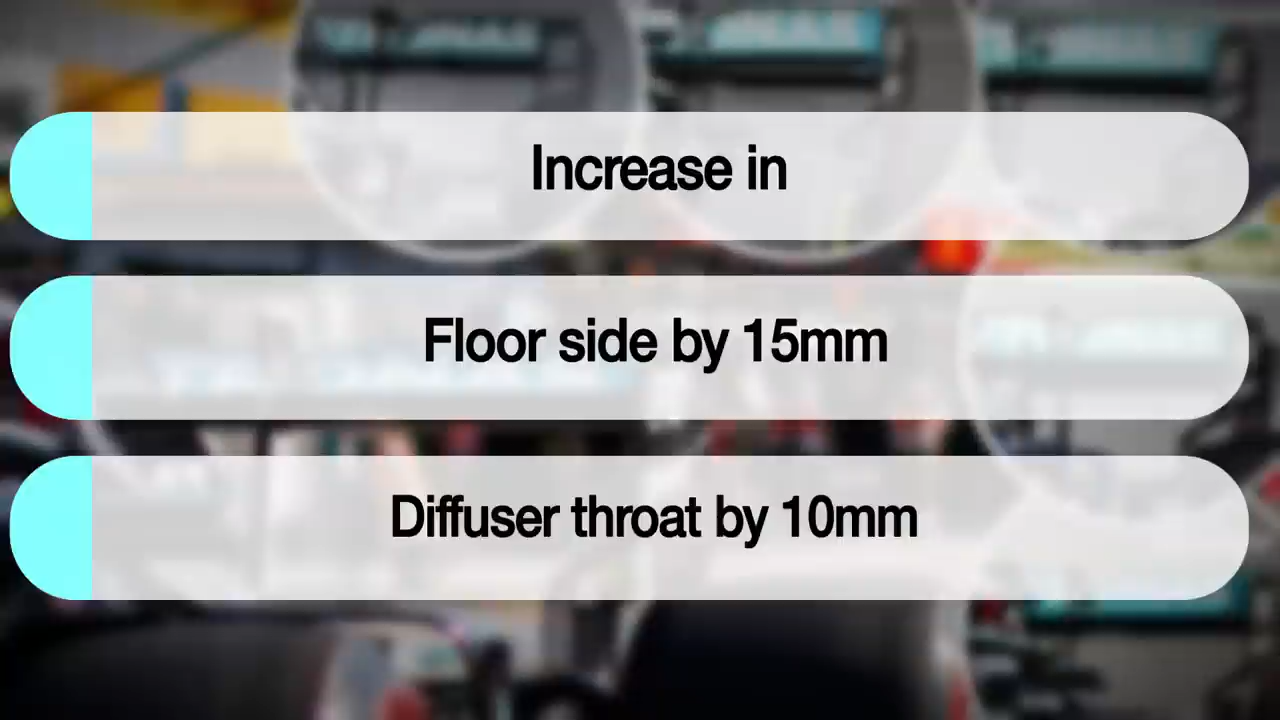 Increase in
Floor side by 15mm
Diffuser throat by 10mm